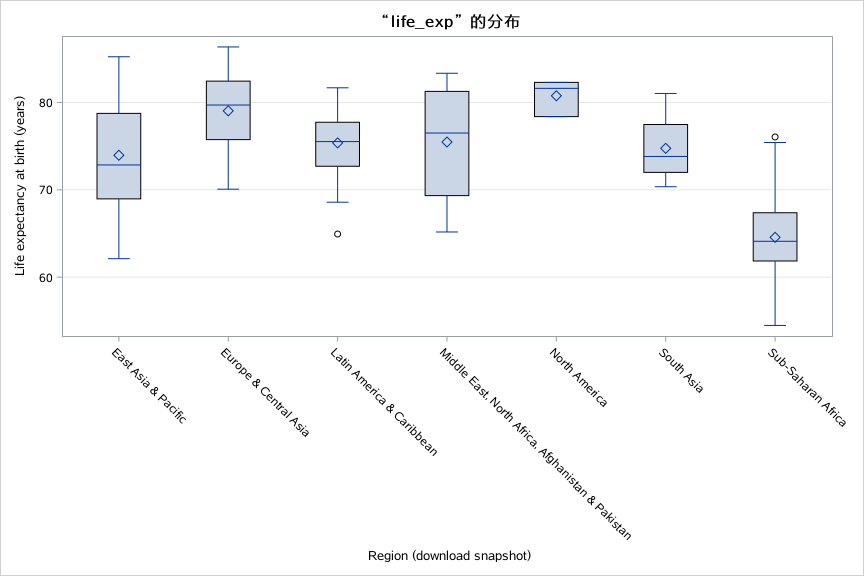 “life_exp”的分布
Life expectancy at birth (years)
80
70
60
East Asia & Pacific
Europe & Central Asia
Latin America & Caribbean
Middle East, North Africa, Afghanistan & Pakistan
North America
South Asia
Sub-Saharan Africa
Region (download snapshot)